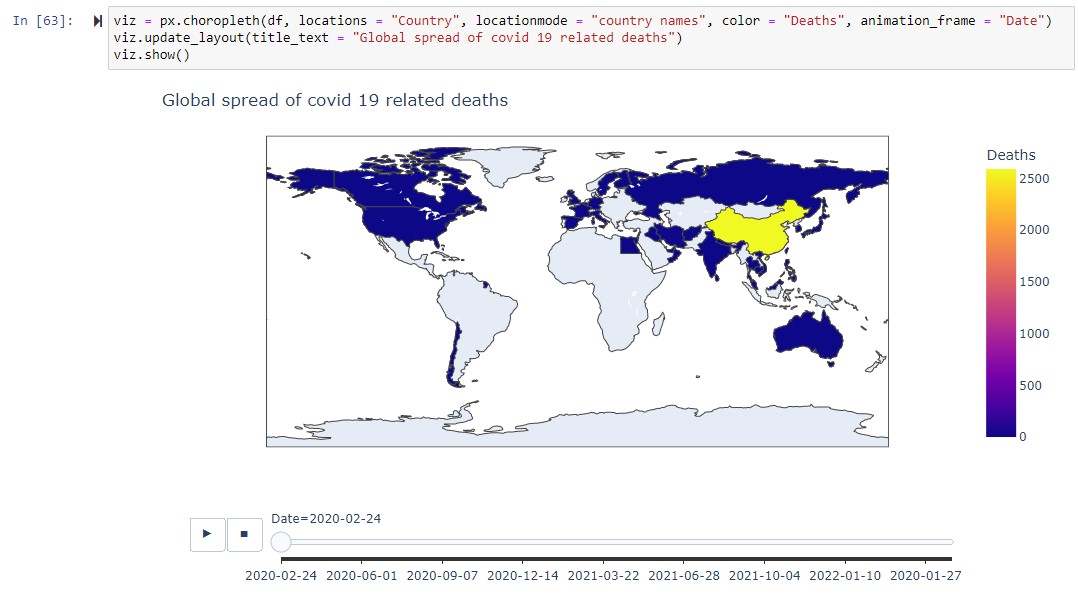 In [63]:
viz = px.choropleth(df, locations = "Country", locationmode = "country names", color = "Deaths", animation_frame = "Date")
viz.update_layout(title_text = "Global spread of covid 19 related deaths")
viz.show()
Global spread of covid 19 related deaths
Deaths
2500
2000
1500
1000
500
0
Date=2020-02-24
2020-02-24 2020-06-01 2020-09-07 2020-12-14 2021-03-22 2021-06-28 2021-10-04 2022-01-10 2020-01-27